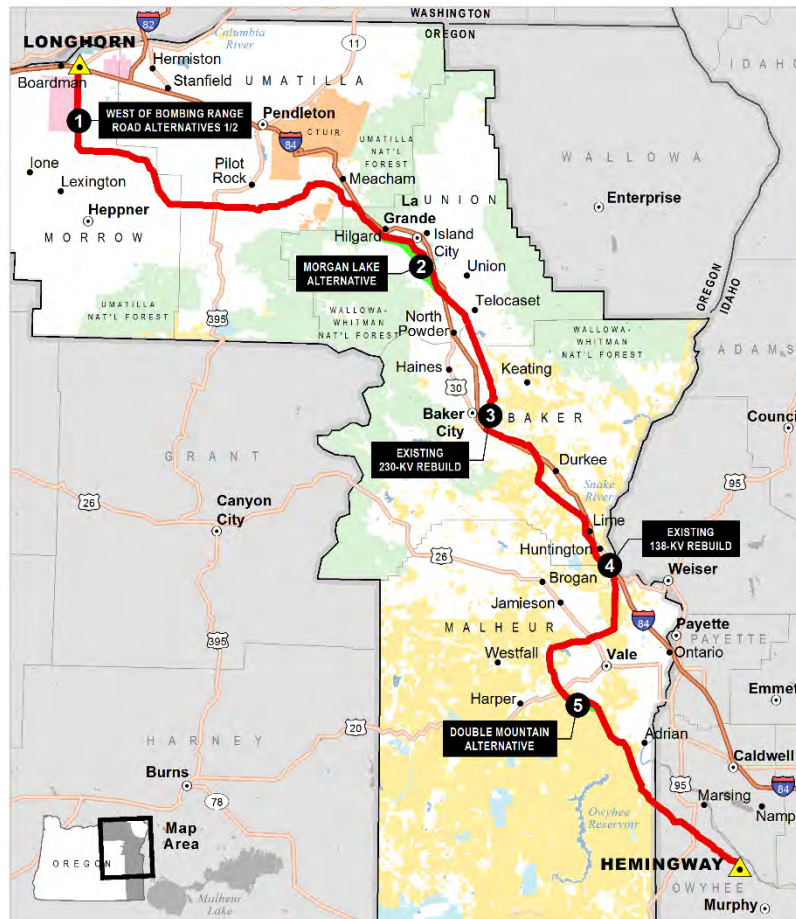 WASHINGTON
OREGON
IDAHO
82
Columbia
River
11
LONGHORN
Hermiston
Boardman
Stanfield
UMATILLA
1
WEST OF BOMBING RANGE
ROAD ALTERNATIVES 1/2
Pendleton
CTUIR
84
UMATILLA
NAT'L
FOREST
WALLOWA
Ione
Pilot
Rock
Meacham
Lexington
UNION
Enterprise
Heppner
La
Grande
MORROW
Hilgard
Island
City
2
MORGAN LAKE
ALTERNATIVE
Union
OREGON
IDAHO
UMATILLA
NAT'L FOREST
395
WALLOWA-
WHITMAN
NAT'L FOREST
Telocaset
North
Powder
WALLOWA-
WHITMAN
NAT'L FOREST
ADAMS
Haines
30
Keating
Baker
City
3
BAKER
Council
EXISTING
230-KV REBUILD
GRANT
Durkee
95
26
Canyon
City
Snake
River
Lime
EXISTING
138-KV REBUILD
Huntington
4
26
Brogan
Weiser
Jamieson
84
Payette
PAYETTE
395
MALHEUR
Westfall
Vale
Ontario
Harper
5
Emmet
20
DOUBLE MOUNTAIN
ALTERNATIVE
Adrian
HARNEY
Caldwell
Burns
95
84
78
Marsing
Namp
Owyhee
Reservoir
Map
Area
OREGON
HEMINGWAY
OWYHEE
Malheur
Lake
Murphy